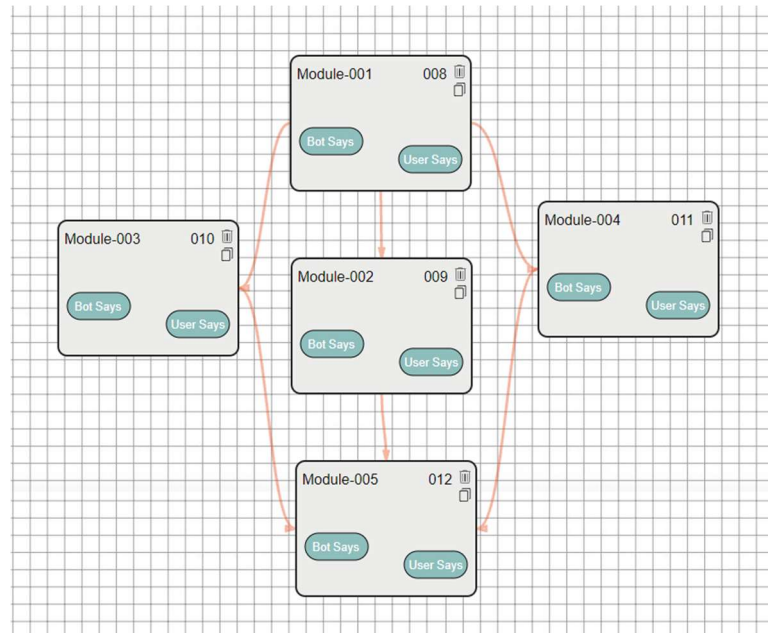 Module-001 008
Bot Says
User Says
Module-003 010
Bot Says
User Says
Module-002 009
Bot Says
User Says
Module-004 011
Bot Says
User Says
Module-005 012
Bot Says
User Says